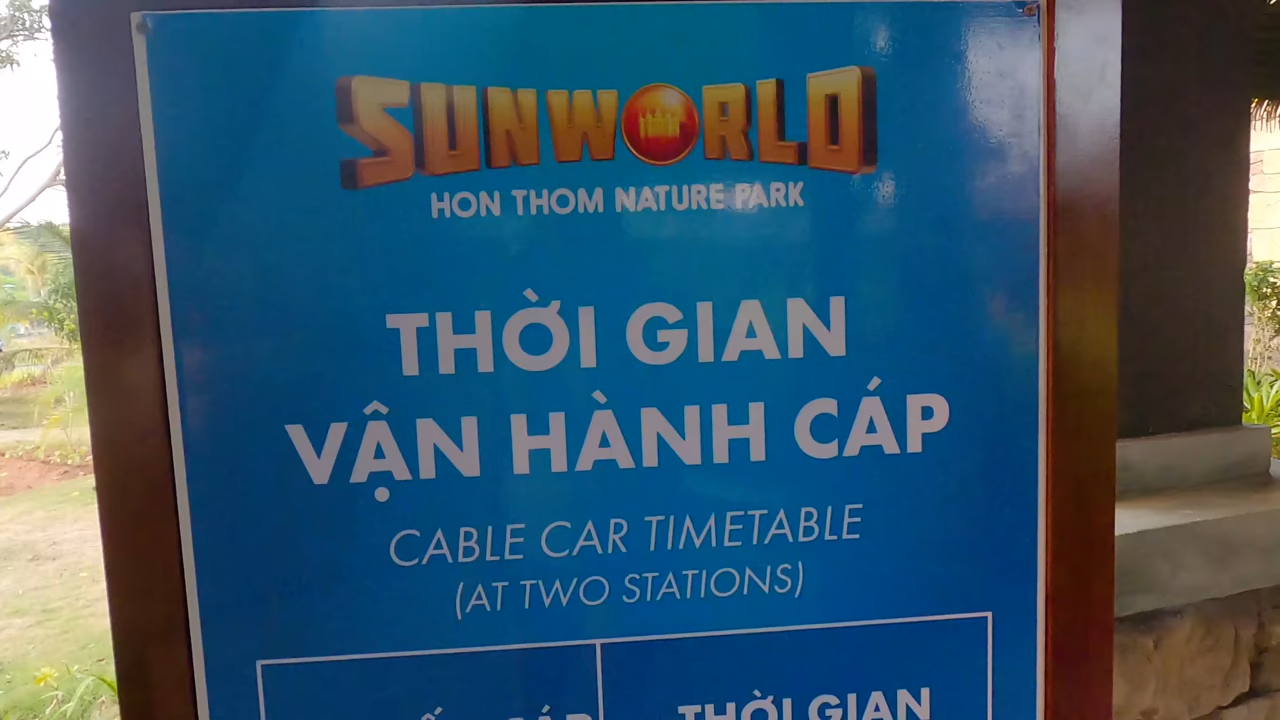 SUNWORLD
HON THOM NATURE PARK
THỜI GIAN
VẬN HÀNH CÁP
CABLE CAR TIMETABLE
(AT TWO STATIONS)
THỜI GIAN